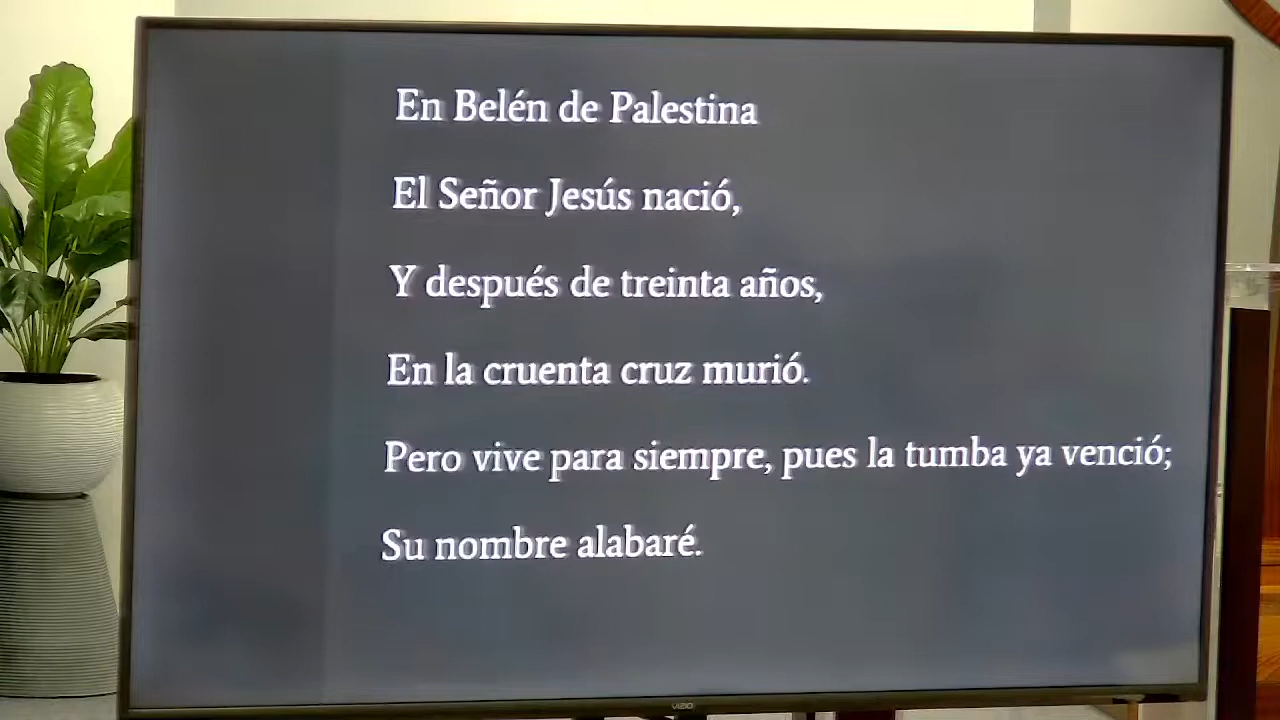 En Belén de Palestina
El Señor Jesús nació,
Y después de treinta años,
En la cruenta cruz murió.
Pero vive para siempre, pues la tumba ya venció;
Su nombre alabaré.
VIZIO